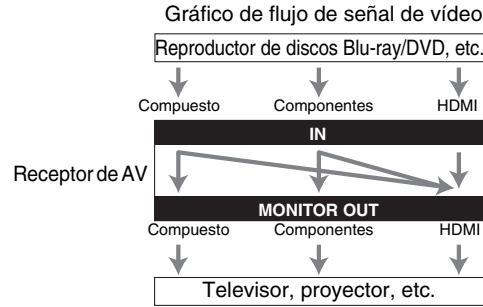 Gráfico de flujo de señal de vídeo
Reproductor de discos Blu-ray/DVD, etc.
Compuesto Componentes HDMI
IN
Receptor de AV
MONITOR OUT
Compuesto Componentes HDMI
Televisor, proyector, etc.